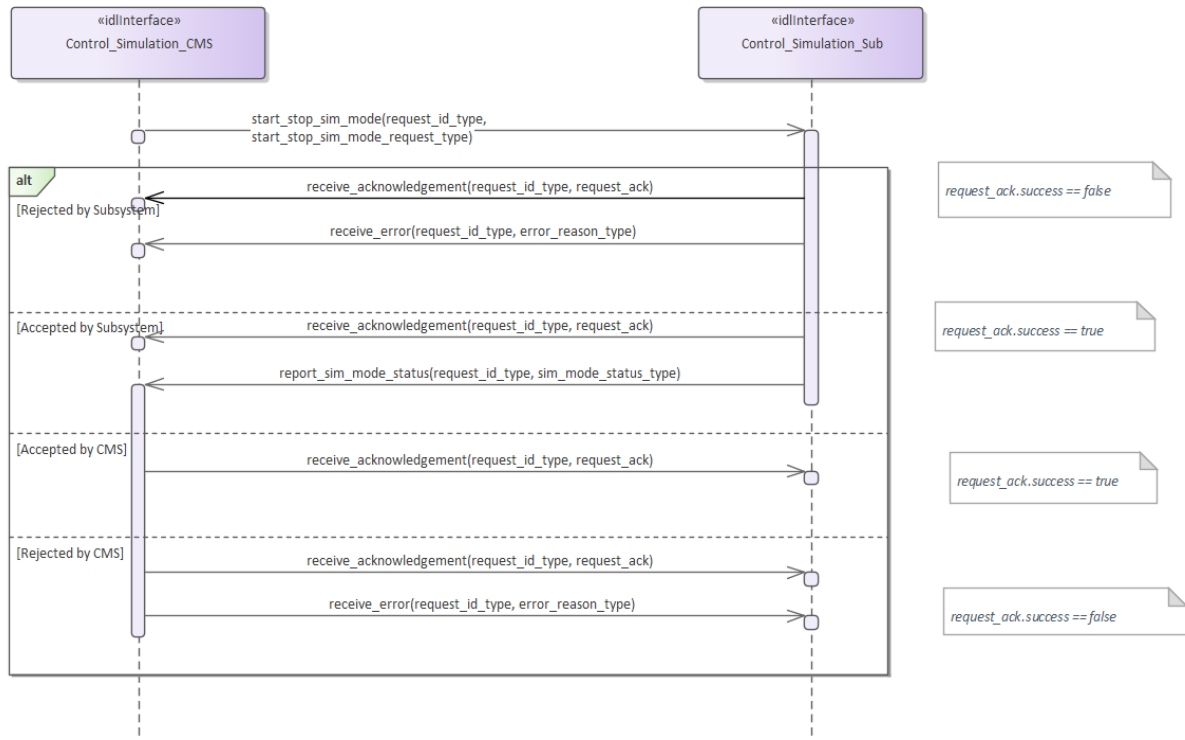 «idlInterface»
Control_Simulation_CMS
«idlInterface»
Control_Simulation_Sub
start_stop_sim_mode(request_id_type,
start_stop_sim_mode_request_type)
alt
receive_acknowledgement(request_id_type, request_ack)
request_ack.success == false
[Rejected by Subsystem]
receive_error(request_id_type, error_reason_type)
[Accepted by Subsystem]
receive_acknowledgement(request_id_type, request_ack)
request_ack.success == true
report_sim_mode_status(request_id_type, sim_mode_status_type)
[Accepted by CMS]
receive_acknowledgement(request_id_type, request_ack)
request_ack.success == true
[Rejected by CMS]
receive_acknowledgement(request_id_type, request_ack)
receive_error(request_id_type, error_reason_type)
request_ack.success == false